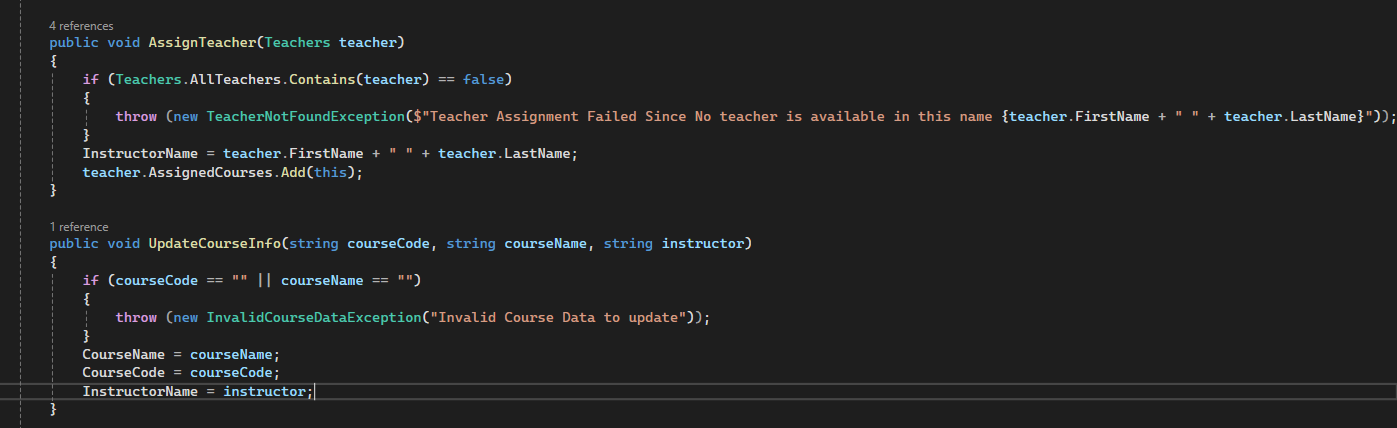 4 references
public void AssignTeacher(Teachers teacher)
{
if (Teachers.AllTeachers.Contains(teacher) == false)
{
throw (new TeacherNotFoundException($"Teacher Assignment Failed Since No teacher is available in this name {teacher.FirstName + " " + teacher.LastName}"));
}
InstructorName = teacher.FirstName + " " + teacher.LastName;
teacher.AssignedCourses.Add(this);
}
1 reference
public void UpdateCourseInfo(string courseCode, string courseName, string instructor)
{
if (courseCode == "" || courseName == "")
{
throw (new InvalidCourseDataException("Invalid Course Data to update"));
}
CourseName = courseName;
CourseCode = courseCode;
InstructorName = instructor;
}